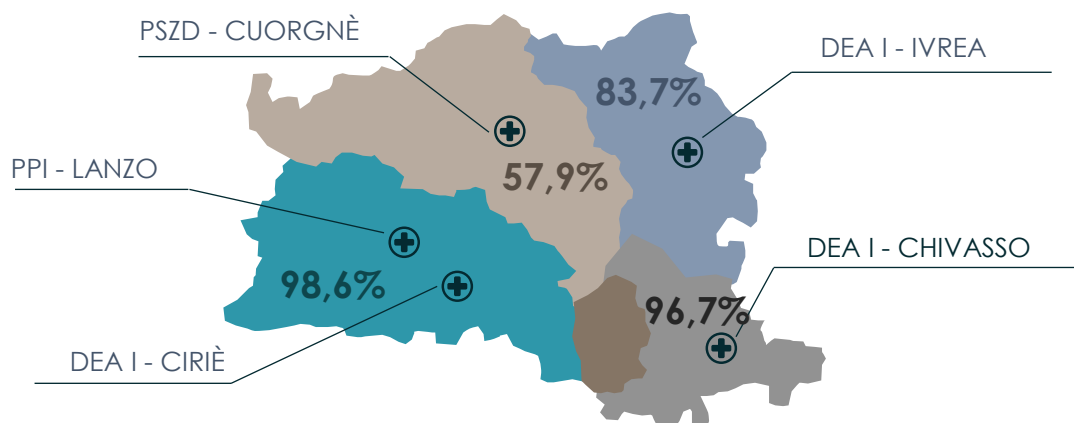 PSZD - CUORGNÈ
DEA I - IVREA
83,7%
PPI - LANZO
57,9%
DEA I - CHIVASSO
98,6%
96,7%
DEA I - CIRIÈ